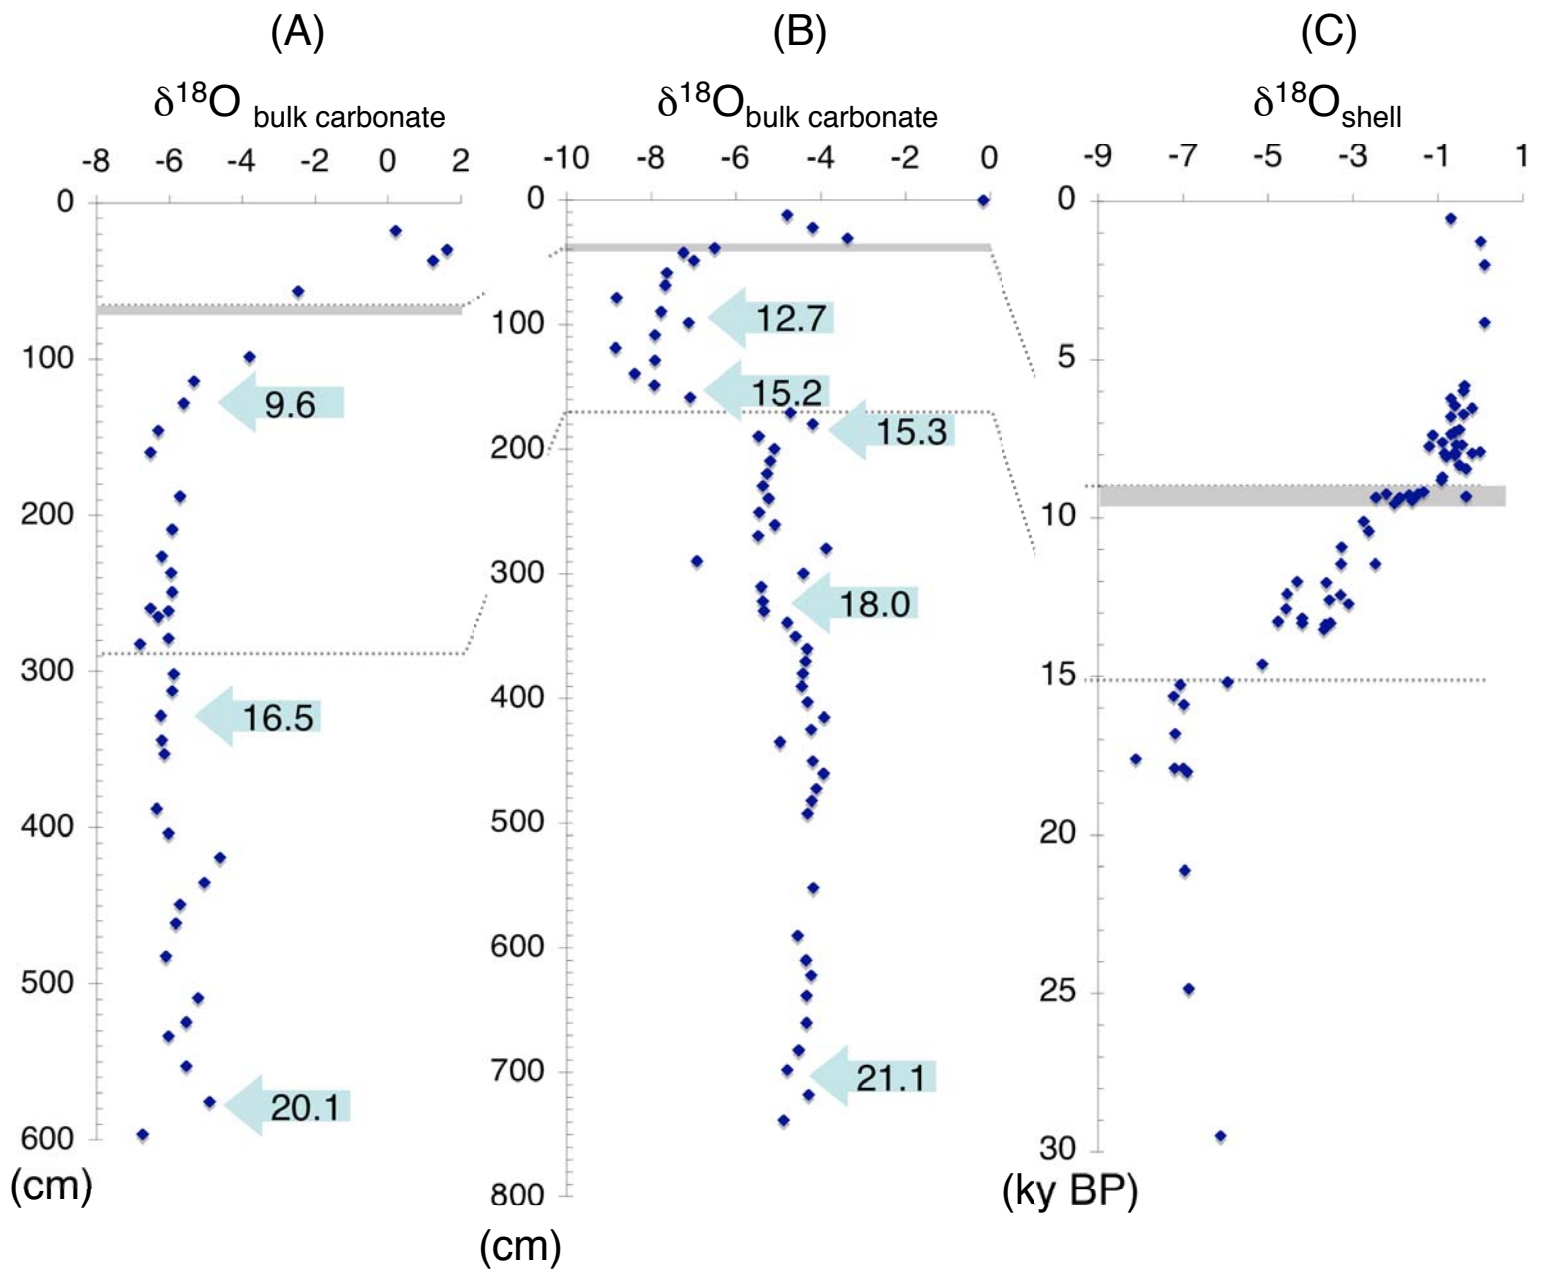 (A)
δ18O bulk carbonate
-8 -6 -4 -2 0 2
0
100
200
300
400
500
600
(cm)
9.6
16.5
20.1
(B)
δ18Obulk carbonate
-10 -8 -6 -4 -2 0
0
100
200
300
400
500
600
700
800
(cm)
12.7
15.2
15.3
18.0
21.1
(C)
δ18Oshell
-9 -7 -5 -3 -1 1
0
5
10
15
20
25
30
(ky BP)